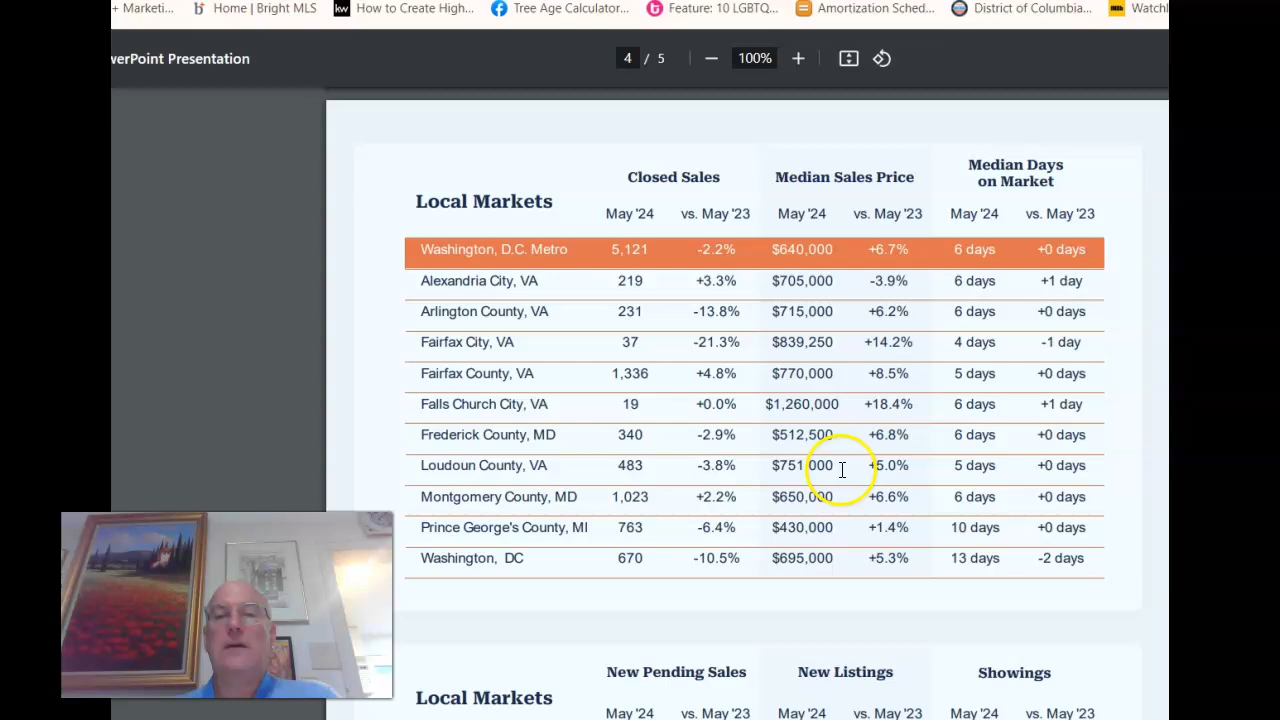 + Marketi... Home | Bright MLS kw How to Create High... Tree Age Calculator... Feature: 10 LGBTQ... Amortization Sched... District of Columbia... Watchl
werPoint Presentation 4 / 5 100%
Closed Sales Median Sales Price Median Days on Market
Local Markets
May '24 vs. May '23 May '24 vs. May '23 May '24 vs. May '23
Washington, D.C. Metro 5,121 -2.2% $640,000 +6.7% 6 days +0 days
Alexandria City, VA 219 +3.3% $705,000 -3.9% 6 days +1 day
Arlington County, VA 231 -13.8% $715,000 +6.2% 6 days +0 days
Fairfax City, VA 37 -21.3% $839,250 +14.2% 4 days -1 day
Fairfax County, VA 1,336 +4.8% $770,000 +8.5% 5 days +0 days
Falls Church City, VA 19 +0.0% $1,260,000 +18.4% 6 days +1 day
Frederick County, MD 340 -2.9% $512,500 +6.8% 6 days +0 days
Loudoun County, VA 483 -3.8% $751,000 +5.0% 5 days +0 days
Montgomery County, MD 1,023 +2.2% $650,000 +6.6% 6 days +0 days
Prince George's County, MI 763 -6.4% $430,000 +1.4% 10 days +0 days
Washington, DC 670 -10.5% $695,000 +5.3% 13 days -2 days
New Pending Sales New Listings Showings
Local Markets
May '24 vs. May '23 May '24 vs. May '23 May '24 vs. May '23